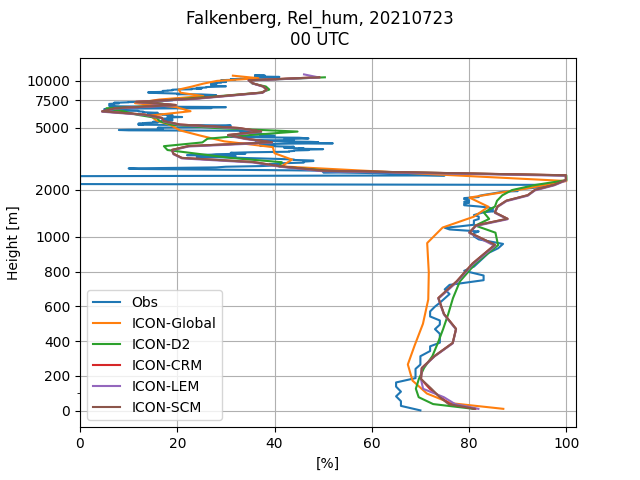 Falkenberg, Rel_hum, 20210723
00 UTC
Height [m]
10000
7500
5000
2000
1000
800
600
400
200
0
Obs
ICON-Global
ICON-D2
ICON-CRM
ICON-LEM
ICON-SCM
0 20 40 60 80 100
[%]